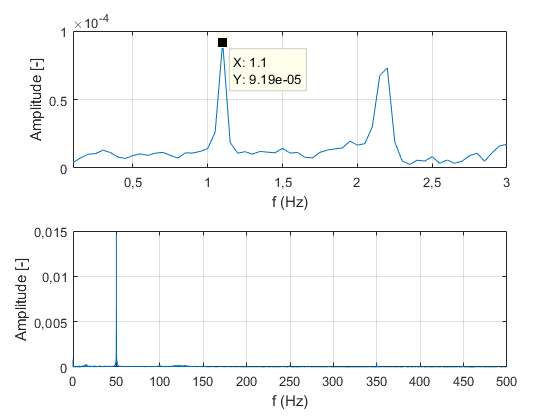 ×10-4
1
0.5
0
Amplitude [-]
X: 1.1
Y: 9.19e-05
0,5 1 1,5 2 2,5 3
f (Hz)
0,015
0,01
0,005
0
Amplitude [-]
0 50 100 150 200 250 300 350 400 450 500
f (Hz)